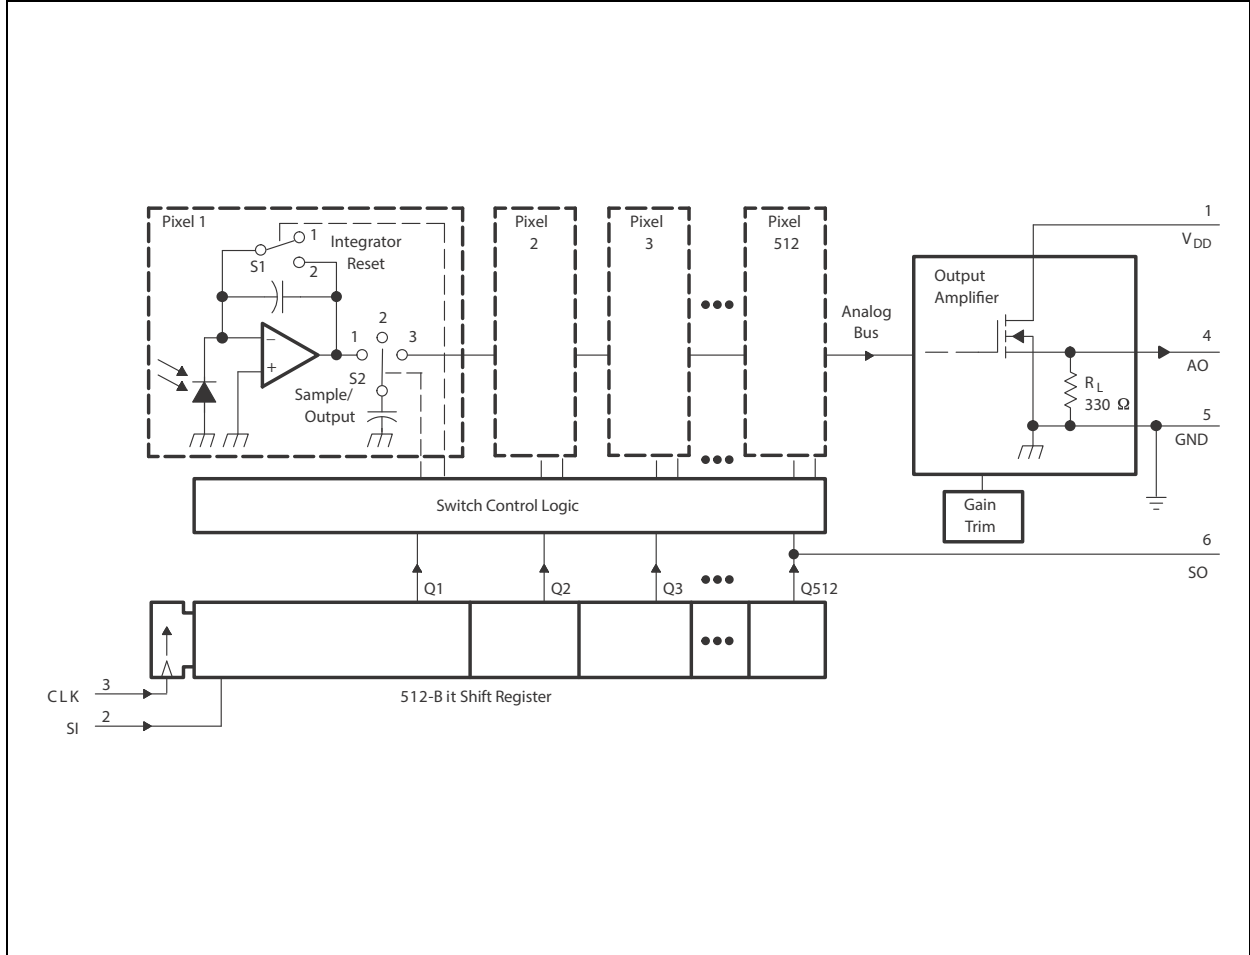 Pixel 1
1
Integrator
Reset
S1
2
2
1
3
S2
Sample/
Output
−
+
Pixel
2
Pixel
3
Pixel
512
Analog
Bus
Output
Amplifier
1
VDD
4
AO
RL
330 Ω
5
GND
Gain
Trim
6
SO
Switch Control Logic
Q1
Q2
Q3
Q512
CLK
3
SI
2
512-B it Shift Register